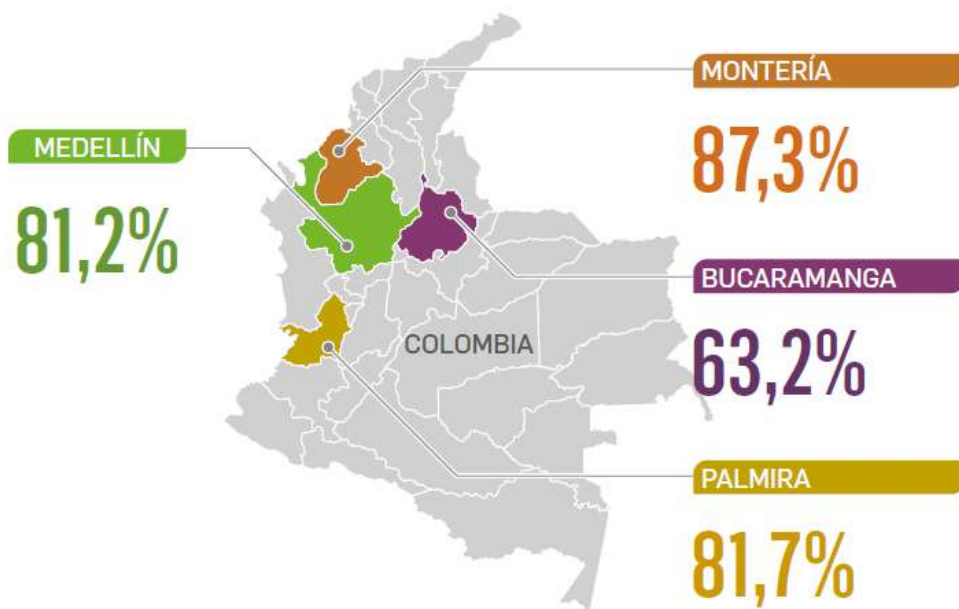 MONTERÍA
87,3%
MEDELLÍN
81,2%
BUCARAMANGA
63,2%
COLOMBIA
PALMIRA
81,7%